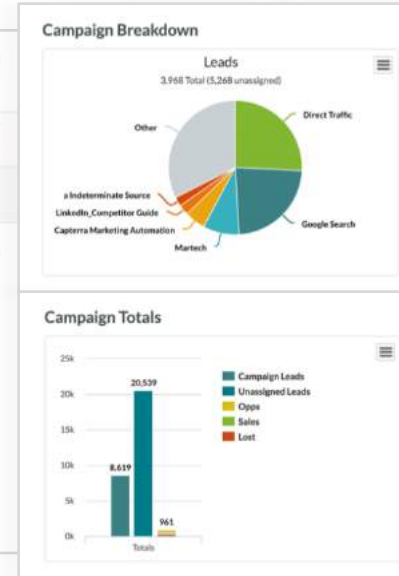 Campaign Breakdown
Leads
3,968 Total (5,268 unassigned)
Other
Direct Traffic
a Indeterminate Source
LinkedIn_Competitor Guide
Capterra Marketing Automation
Google Search
Martech
Campaign Totals
25k
20k
15k
10k
5k
0k
20,539
8,619
961
Totals
Campaign Leads
Unassigned Leads
Opps
Sales
Lost